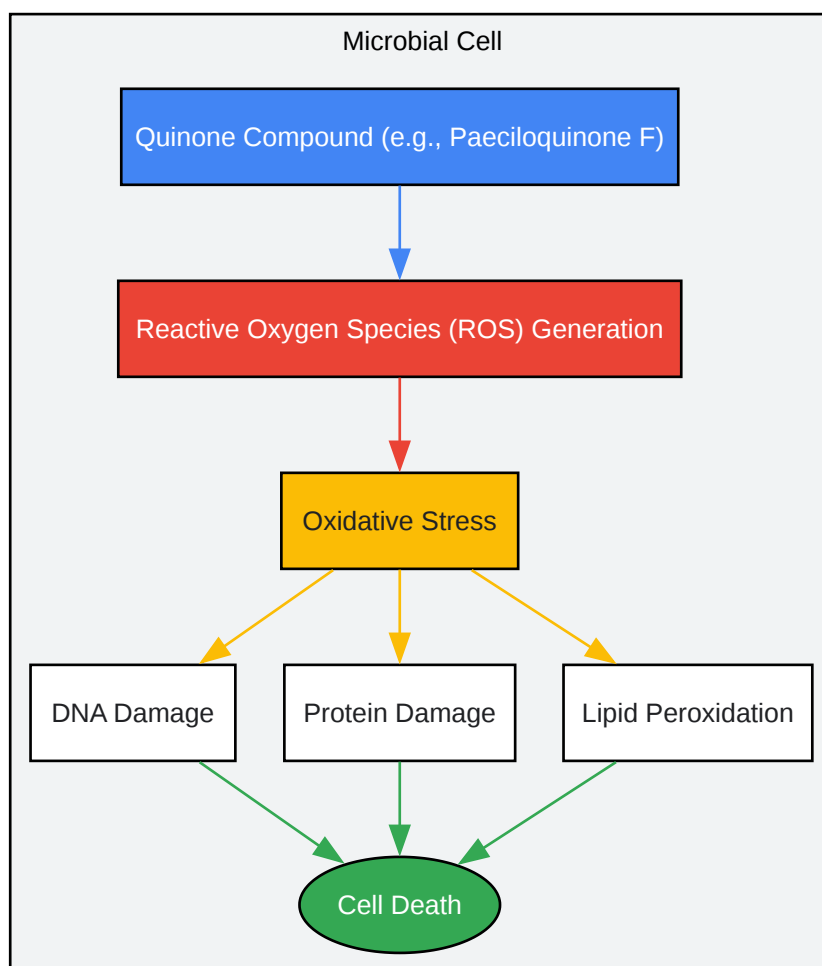 Microbial Cell
Quinone Compound (e.g., Paeciloquinone F)
Reactive Oxygen Species (ROS) Generation
Oxidative Stress
DNA Damage
Protein Damage
Lipid Peroxidation
Cell Death